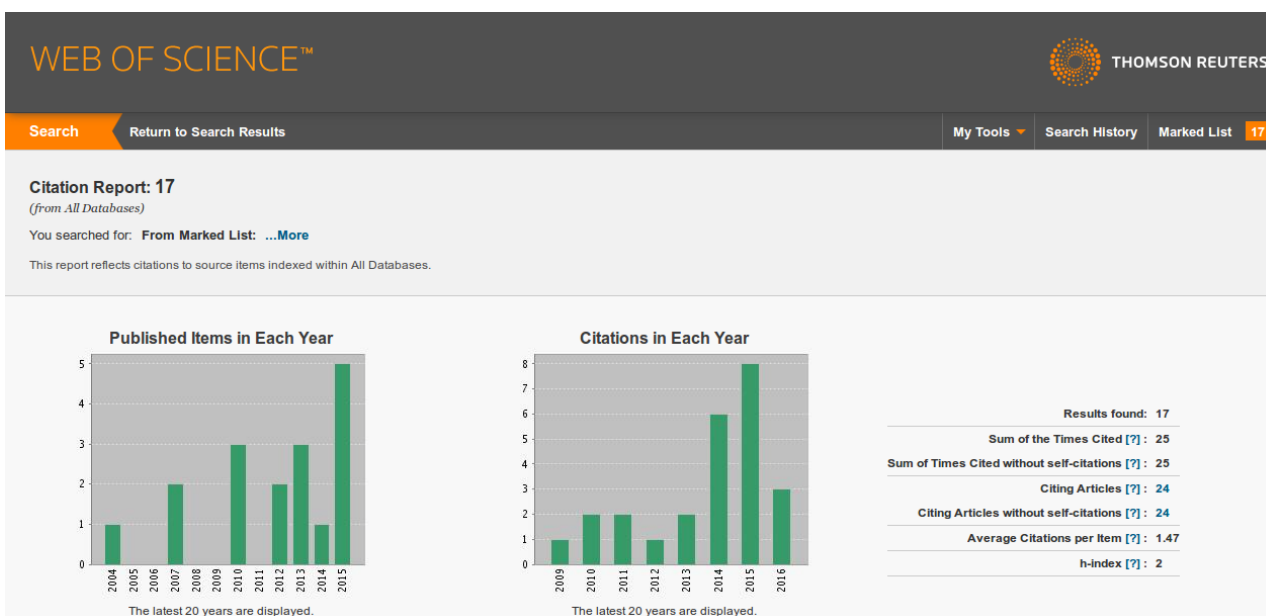 WEB OF SCIENCE™
THOMSON REUTERS
Search
Return to Search Results
My Tools
Search History
Marked List 17
Citation Report: 17
(from All Databases)
You searched for: From Marked List: ...More
This report reflects citations to source items indexed within All Databases.
Published Items in Each Year
5
4
3
2
1
0
2004
2005
2006
2007
2008
2009
2010
2011
2012
2013
2014
2015
The latest 20 years are displayed.
Citations in Each Year
8
7
6
5
4
3
2
1
0
2009
2010
2011
2012
2013
2014
2015
2016
The latest 20 years are displayed.
Results found: 17
Sum of the Times Cited [?] : 25
Sum of Times Cited without self-citations [?] : 25
Citing Articles [?] : 24
Citing Articles without self-citations [?] : 24
Average Citations per Item [?] : 1.47
h-index [?] : 2